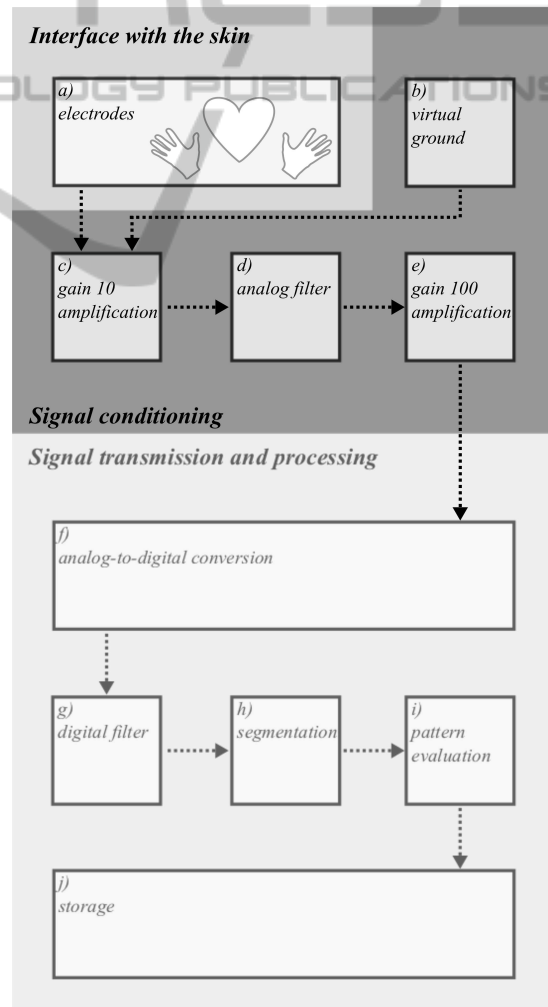 Interface with the skin
a)
electrodes
b)
virtual
ground
c)
gain 10
amplification
d)
analog filter
e)
gain 100
amplification
Signal conditioning
Signal transmission and processing
f)
analog-to-digital conversion
g)
digital filter
h)
segmentation
i)
pattern
evaluation
j)
storage